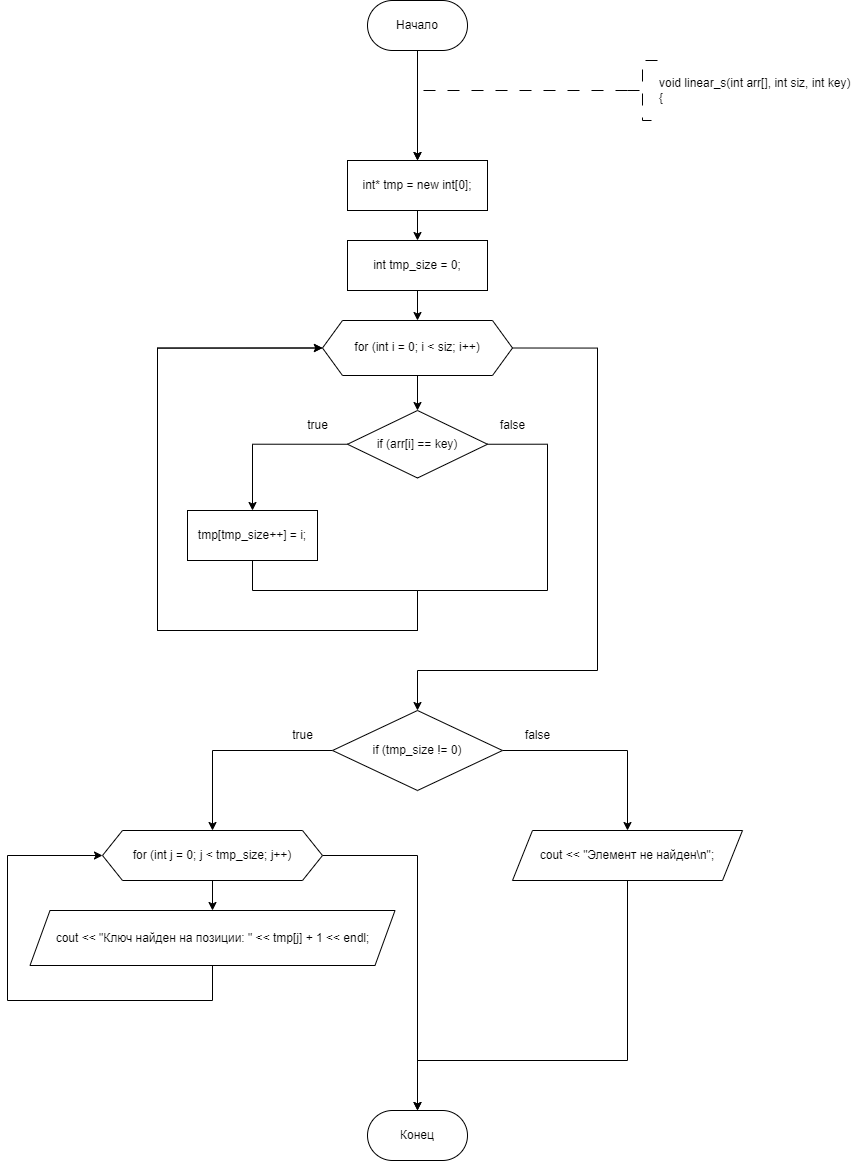 Начало
void linear_s(int arr[], int siz, int key)
{
int* tmp = new int[0];
int tmp_size = 0;
for (int i = 0; i < siz; i++)
true
false
if (arr[i] == key)
tmp[tmp_size++] = i;
true
false
if (tmp_size != 0)
for (int j = 0; j < tmp_size; j++)
cout << "Элемент не найден\n";
cout << "Ключ найден на позиции: " << tmp[j] + 1 << endl;
Конец